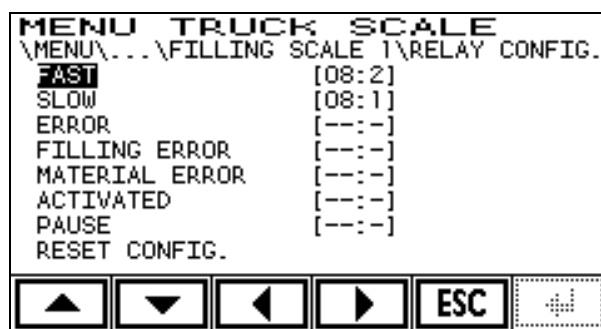 MENU TRUCK SCALE
\MENU\...\FILLING SCALE 1\RELAY CONFIG.
FAST [08:2]
SLOW [08:1]
ERROR [--:-]
FILLING ERROR [--:-]
MATERIAL ERROR [--:-]
ACTIVATED [--:-]
PAUSE [--:-]
RESET CONFIG.
ESC